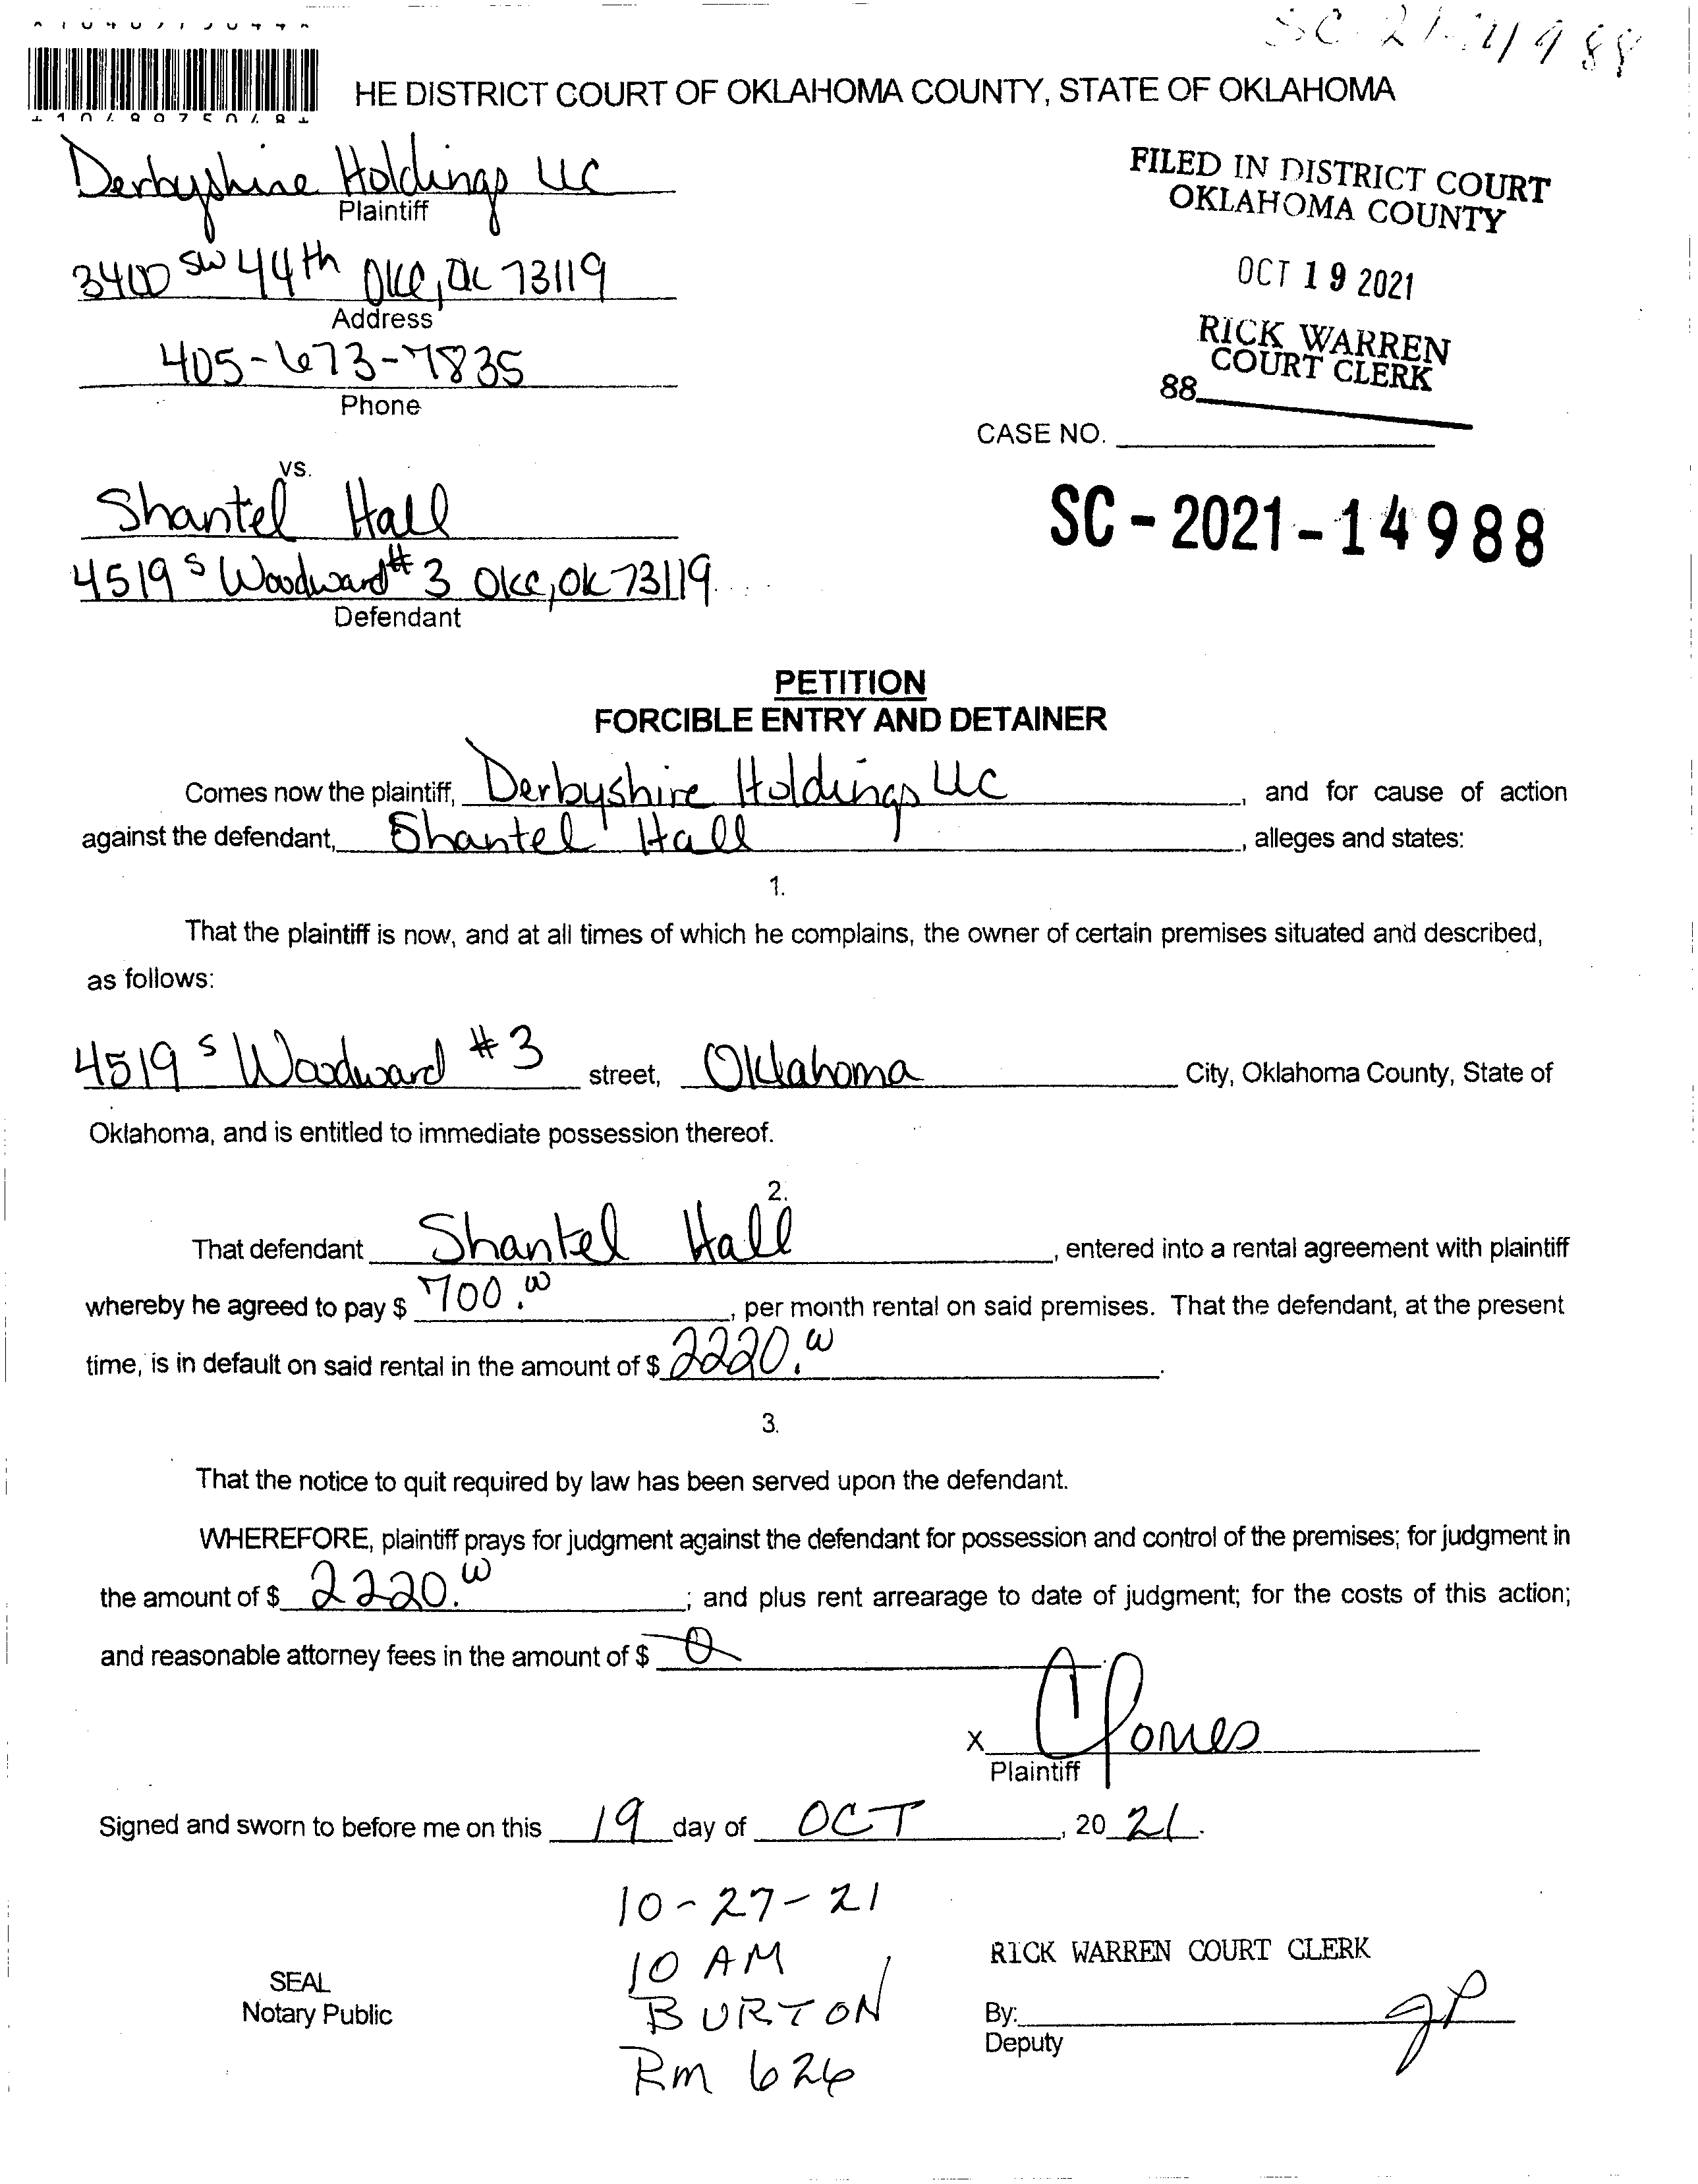 SC 21-14988
HE DISTRICT COURT OF OKLAHOMA COUNTY, STATE OF OKLAHOMA
Derbyshire Holdings LLC
Plaintiff
FILED IN DISTRICT COURT
OKLAHOMA COUNTY
3400 SW 44th OKC, OK 73119
Address
OCT 19 2021
405-673-7835
Phone
RICK WARREN
COURT CLERK
88
CASE NO.
vs.
Shantel Hall
SC-2021-14988
4519 S Woodward #3 OKC, OK 73119
Defendant
PETITION
FORCIBLE ENTRY AND DETAINER
Comes now the plaintiff, Derbyshire Holdings LLC, and for cause of action
against the defendant, Shantel Hall, alleges and states:
1.
That the plaintiff is now, and at all times of which he complains, the owner of certain premises situated and described,
as follows:
4519 S Woodward #3 street, Oklahoma City, Oklahoma County, State of
Oklahoma, and is entitled to immediate possession thereof.
2.
That defendant Shantel Hall, entered into a rental agreement with plaintiff
whereby he agreed to pay $ 700.00, per month rental on said premises. That the defendant, at the present
time, is in default on said rental in the amount of $ 2220.00.
3.
That the notice to quit required by law has been served upon the defendant.
WHEREFORE, plaintiff prays for judgment against the defendant for possession and control of the premises; for judgment in
the amount of $ 2220.00; and plus rent arrearage to date of judgment; for the costs of this action;
and reasonable attorney fees in the amount of $ 0
X CJones
Plaintiff
Signed and sworn to before me on this 19 day of OCT, 2021.
10-27-21
10 AM
BURTON
Rm 626
RICK WARREN COURT CLERK
SEAL
Notary Public
By: JP
Deputy